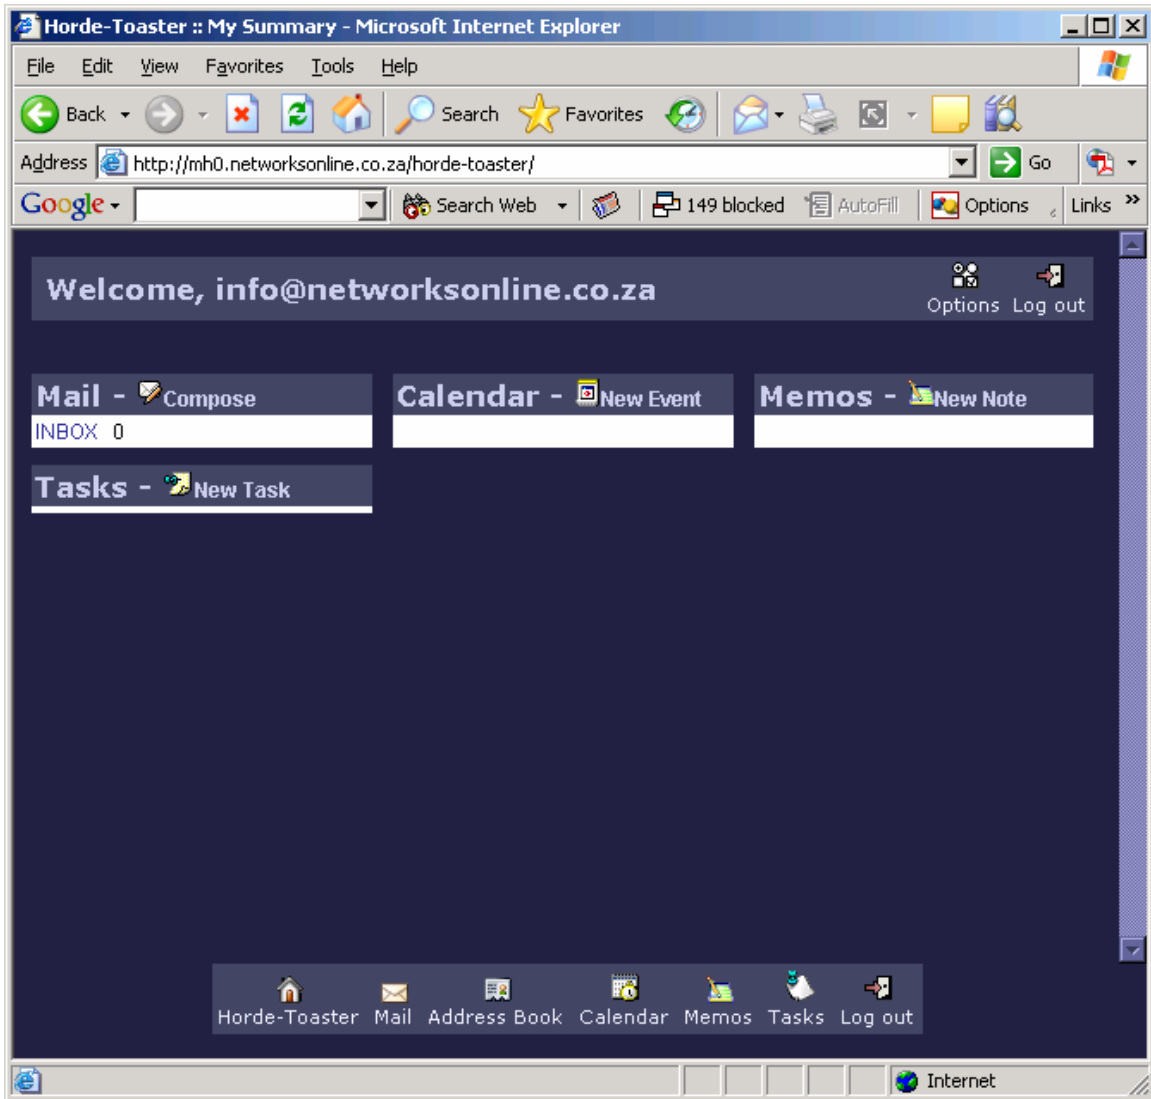 Horde-Toaster :: My Summary - Microsoft Internet Explorer
File Edit View Favorites Tools Help
Back Search Favorites
Address http://mh0.networksonline.co.za/horde-toaster/ Go
Google Search Web 149 blocked AutoFill Options Links »
Welcome, info@networksonline.co.za
Options Log out
Mail - Compose Calendar - New Event Memos - New Note
INBOX 0
Tasks - New Task
Horde-Toaster Mail Address Book Calendar Memos Tasks Log out
Internet